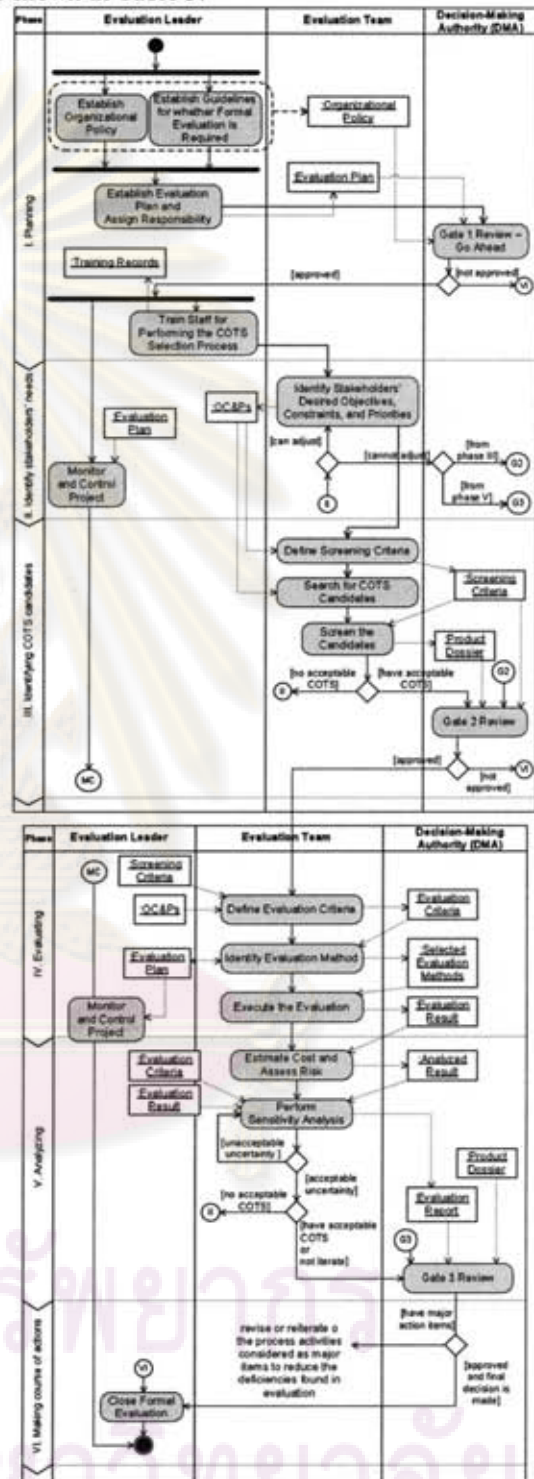 Phase
Evaluation Leader
Evaluation Team
Decision-Making
Authority (DMA)
I. Planning
Establish
Organizational
Policy
Establish Guidelines
for whether Formal
Evaluation is
Required
:Organizational
Policy
:Evaluation Plan
Establish Evaluation
Plan and
Assign Responsibility
Gate 1 Review –
Go Ahead
[approved]
[not approved]
VI
:Training Records
Train Staff for
Performing the COTS
Selection Process
II. Identify stakeholders' needs
Identify Stakeholders'
Desired Objectives,
Constraints, and Priorities
:OC&Ps
:Evaluation
Plan
Monitor
and Control
Project
[can adjust]
[cannot adjust]
[from
phase III]
G2
[from
phase V]
G3
III. Identifying COTS candidates
Define Screening Criteria
Search for COTS
Candidates
:Screening
Criteria
Screen the
Candidates
:Product
Dossier
[no acceptable
COTS]
[have acceptable
COTS]
G2
Gate 2 Review
[approved]
[not
approved]
VI
MC
Phase
Evaluation Leader
Evaluation Team
Decision-Making
Authority (DMA)
IV. Evaluating
MC
:Screening
Criteria
:OC&Ps
Define Evaluation Criteria
:Evaluation
Criteria
:Evaluation
Plan
Identify Evaluation Method
:Selected
Evaluation
Methods
Monitor
and Control
Project
Execute the Evaluation
:Evaluation
Result
V. Analyzing
Estimate Cost and
Assess Risk
:Evaluation
Criteria
:Analyzed
Result
:Evaluation
Result
Perform
Sensitivity Analysis
[unacceptable
uncertainty ]
[acceptable
uncertainty]
[no acceptable
COTS]
[have acceptable
COTS
or
not iterate]
:Product
Dossier
:Evaluation
Report
G3
Gate 3 Review
VI. Making course of actions
revise or reiterate o
the process activities
considered as major
items to reduce the
deficiencies found in
evaluation
[have major
action items]
[approved
and final
decision is
made]
VI
Close Formal
Evaluation